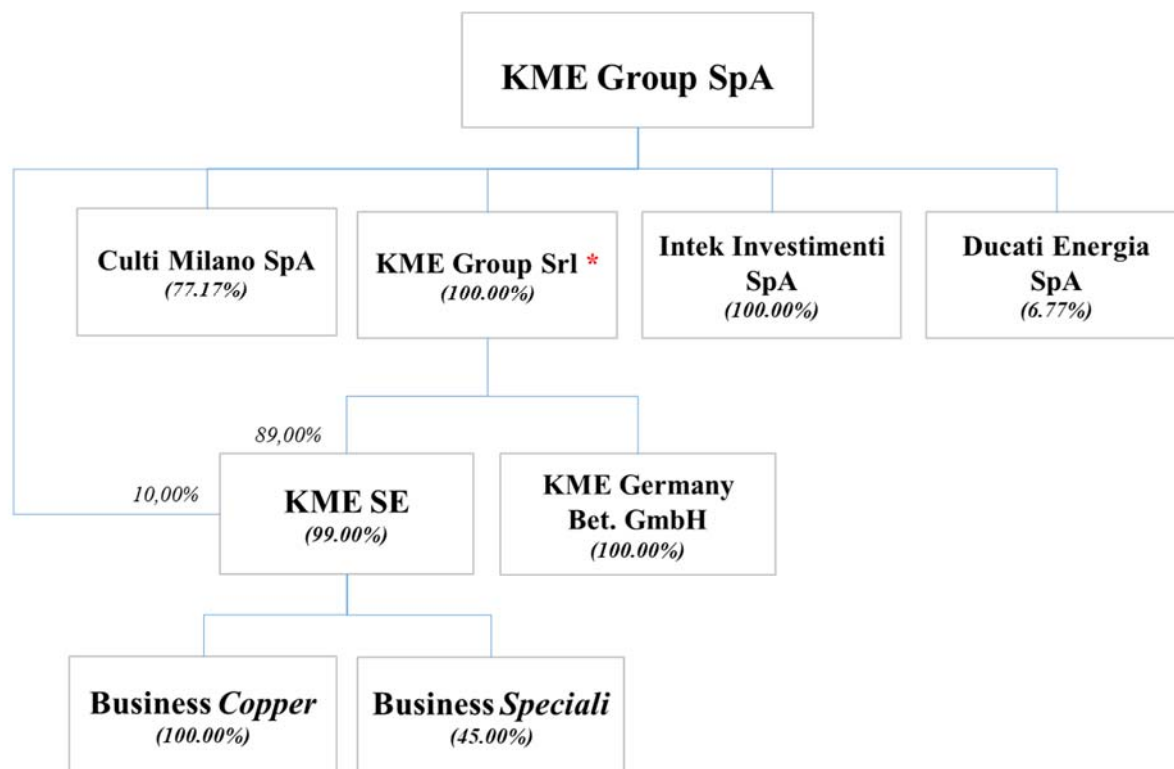 KME Group SpA
Culti Milano SpA
(77.17%)
KME Group Srl *
(100.00%)
Intek Investimenti
SpA
(100.00%)
Ducati Energia
SpA
(6.77%)
89,00%
10,00%
KME SE
(99.00%)
KME Germany
Bet. GmbH
(100.00%)
Business Copper
(100.00%)
Business Speciali
(45.00%)